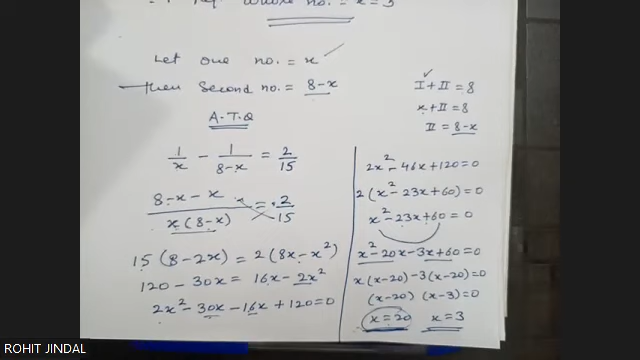 whole no. = x = 3
Let one no. = x
Then Second no. = 8-x
A.T.Q
1/x - 1/(8-x) = 2/15
(8-x-x)/(x(8-x)) = 2/15
15(8-2x) = 2(8x-x²)
120-30x = 16x-2x²
2x²-30x-16x+120=0
I+II=8
x+II=8
II=8-x
2x²-46x+120=0
2(x²-23x+60)=0
x²-23x+60=0
x²-20x-3x+60=0
x(x-20)-3(x-20)=0
(x-20) (x-3)=0
x=20 x=3
ROHIT JINDAL